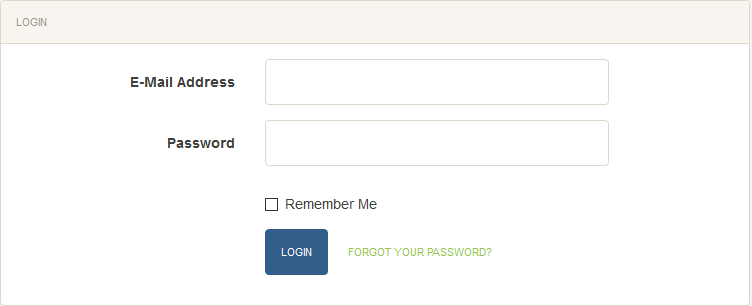 LOGIN
E-Mail Address
Password
Remember Me
LOGIN FORGOT YOUR PASSWORD?